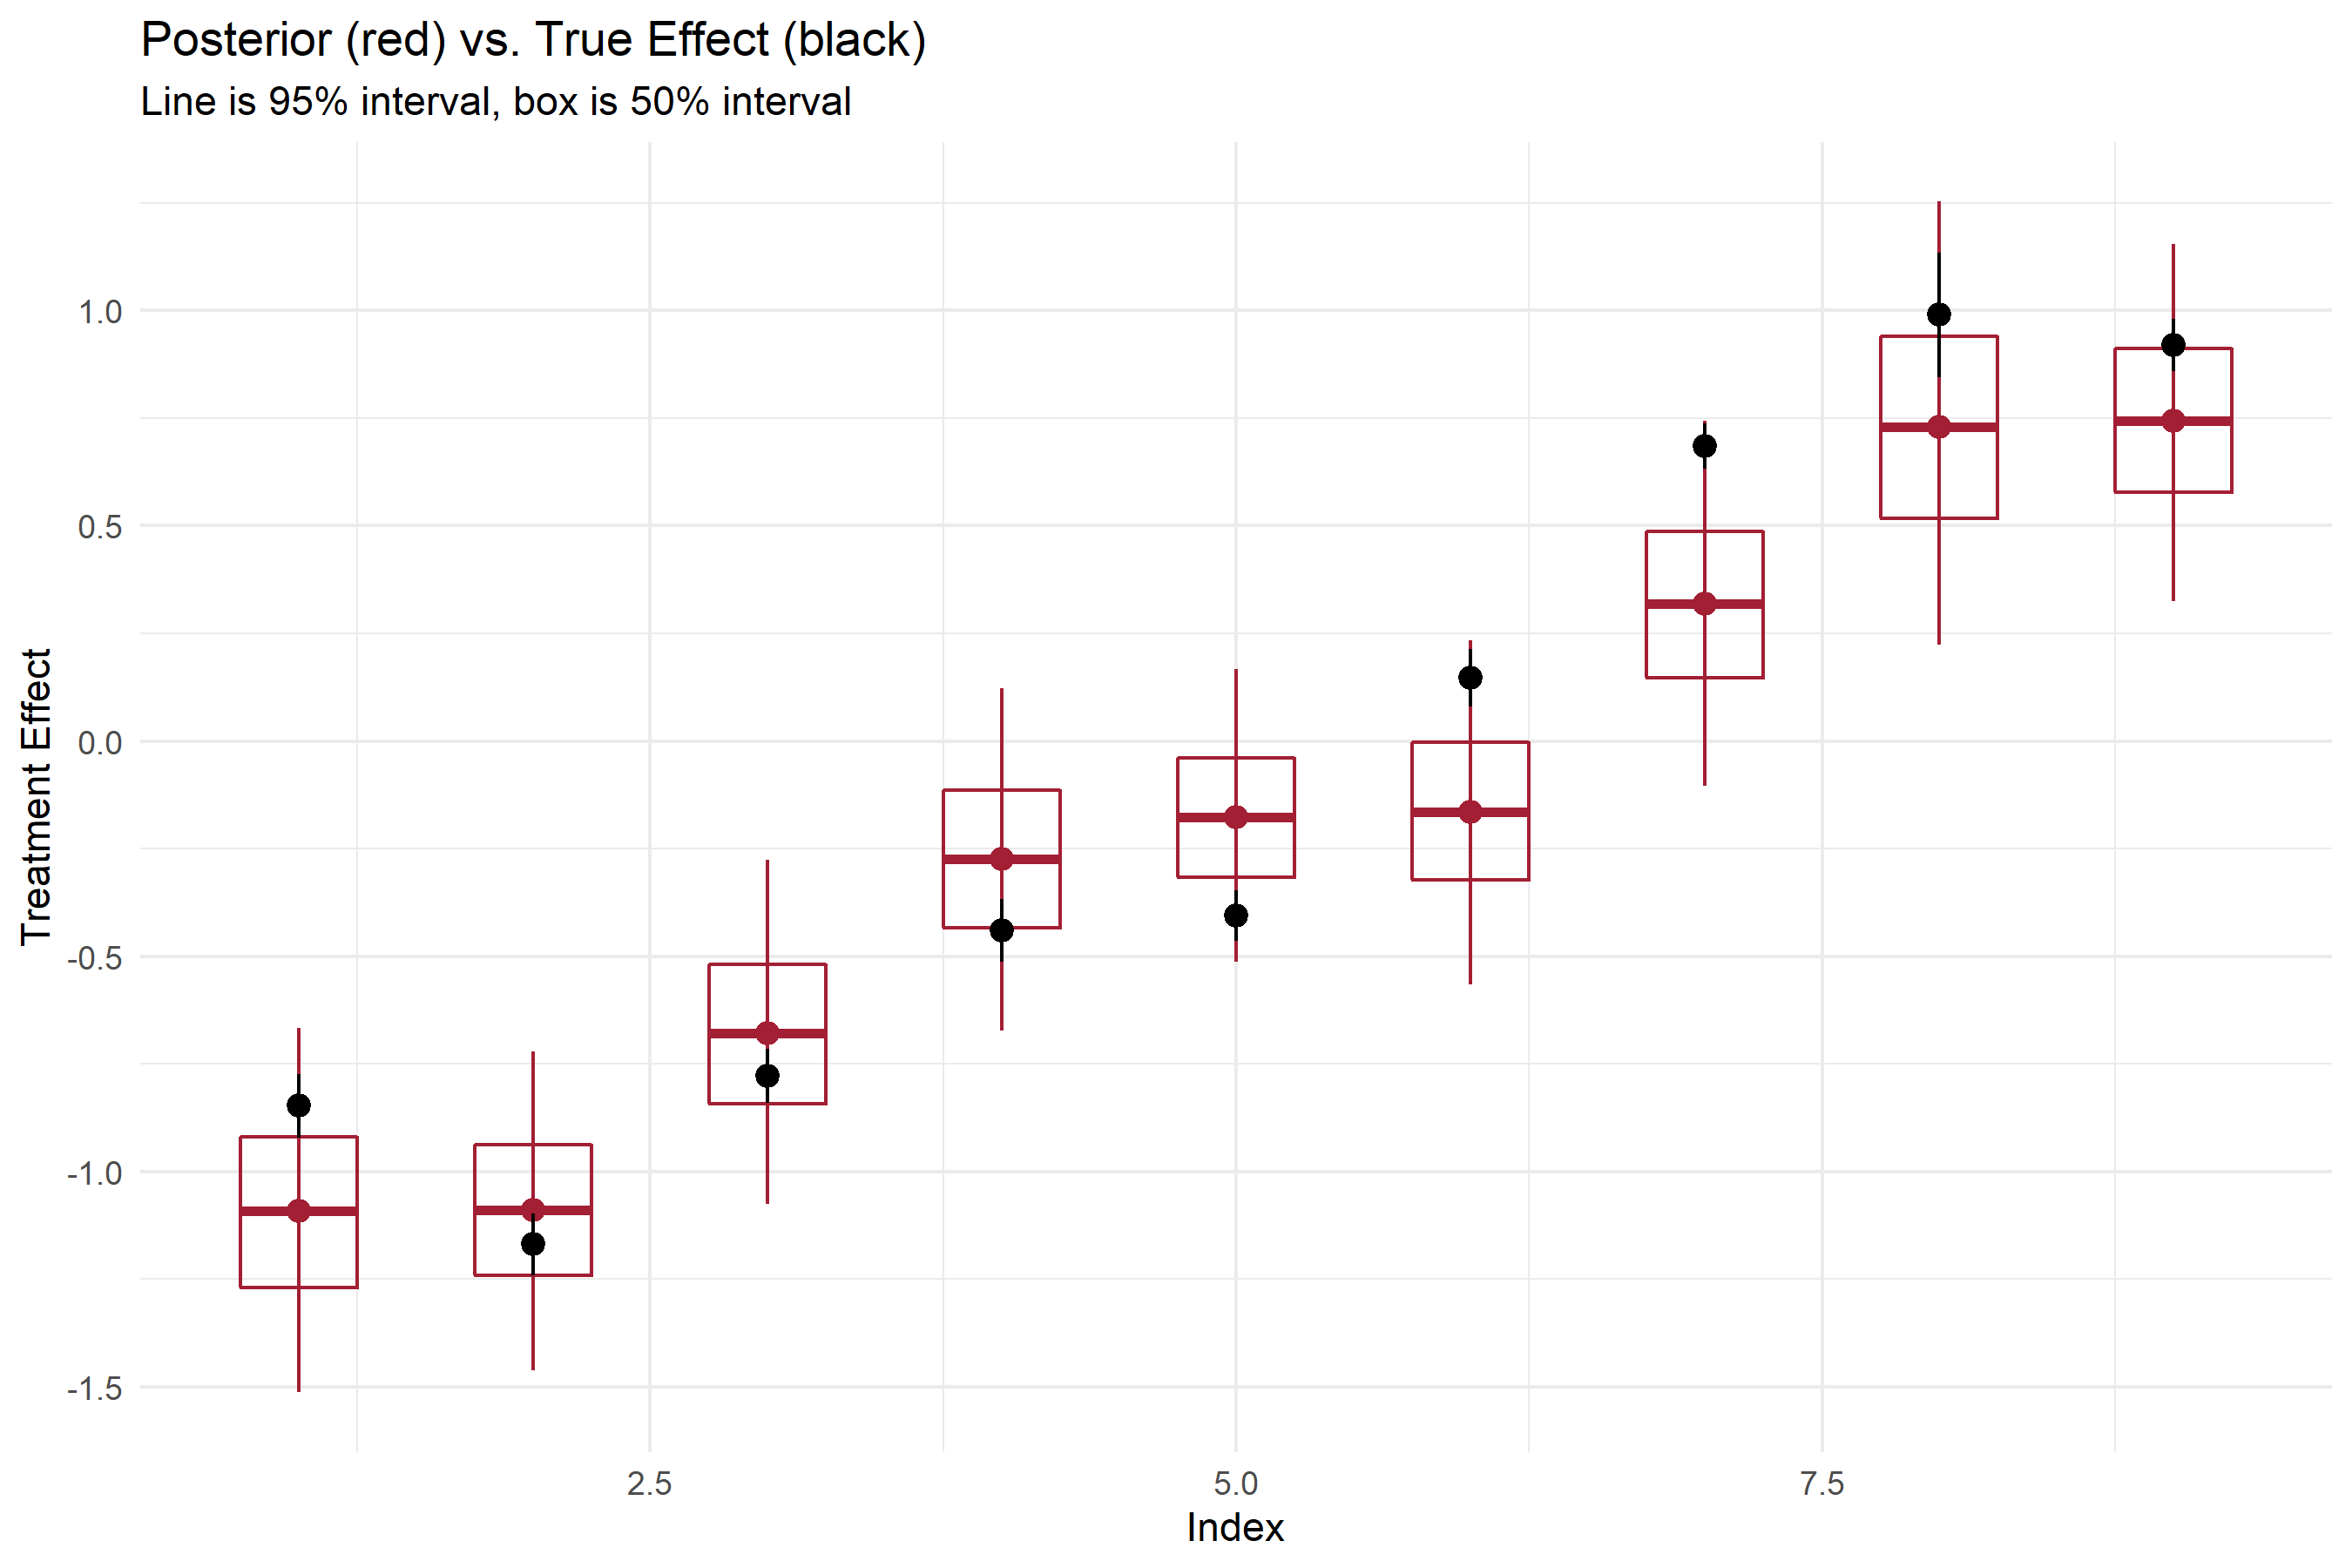 Posterior (red) vs. True Effect (black)
Line is 95% interval, box is 50% interval
Treatment Effect
1.0
0.5
0.0
-0.5
-1.0
-1.5
2.5 5.0 7.5
Index